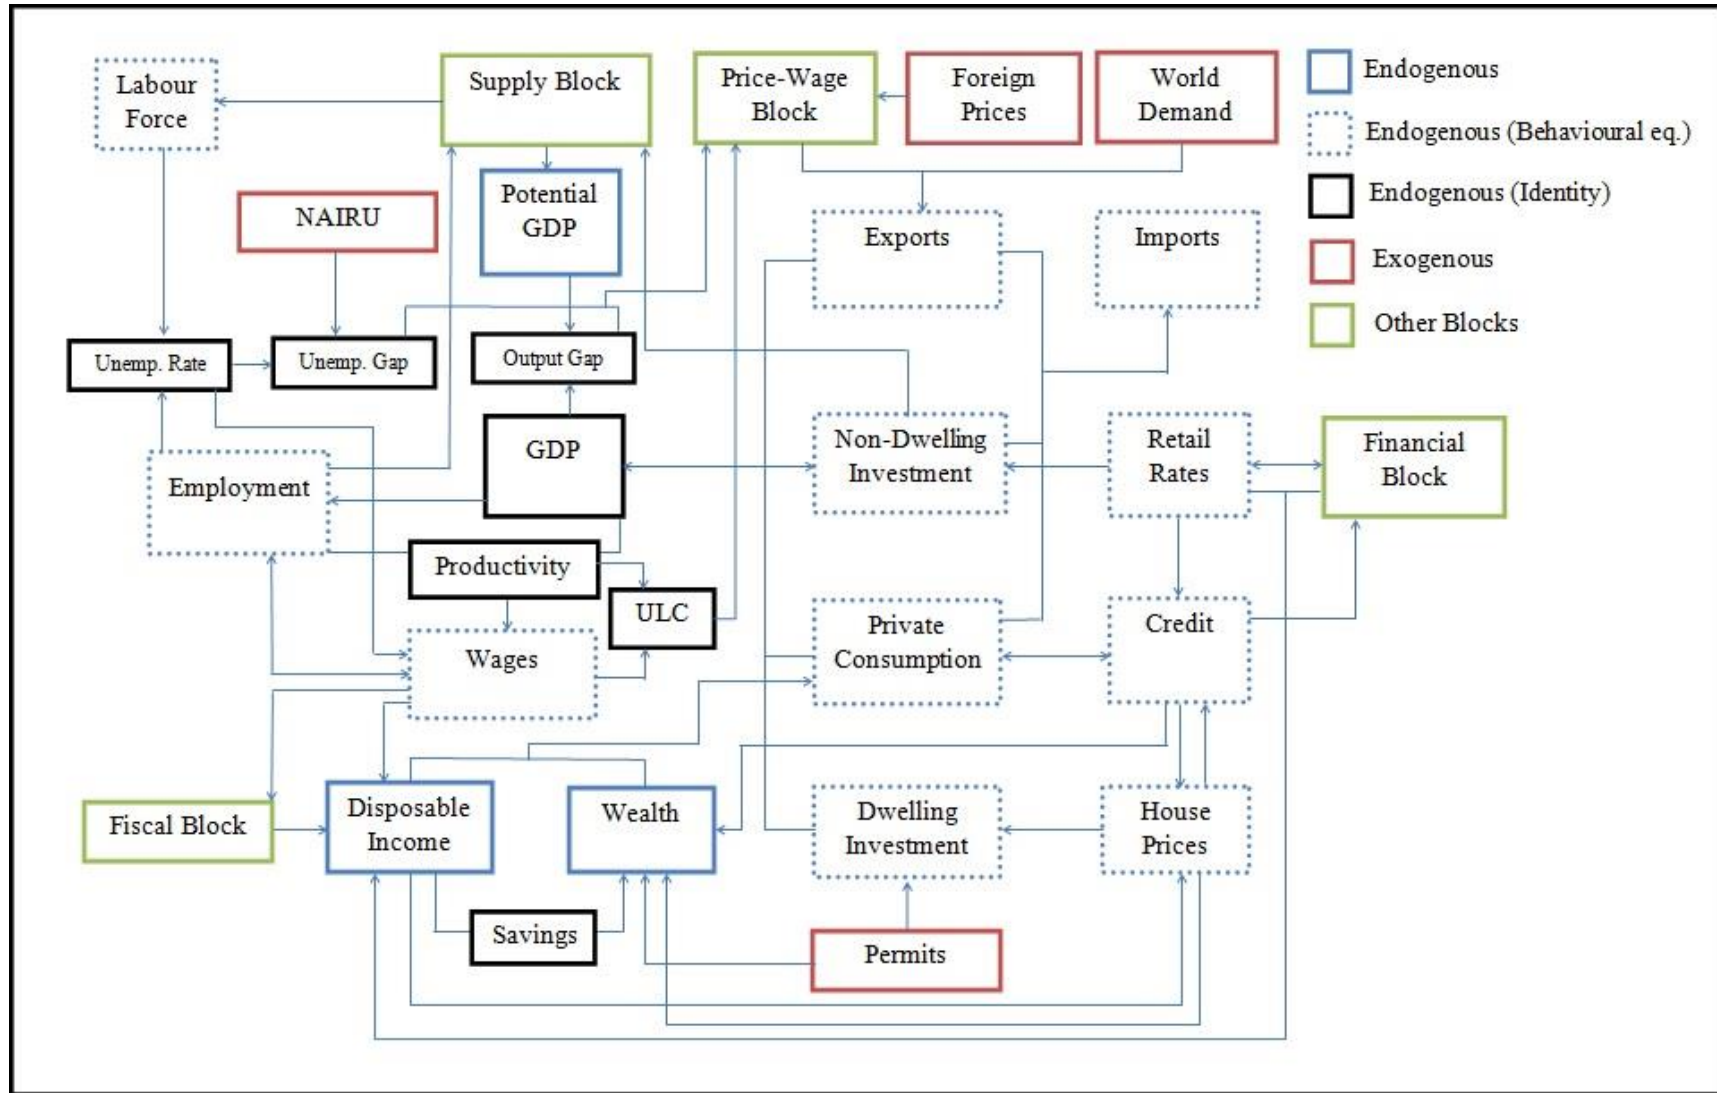 Labour
Force
Supply Block
Price-Wage
Block
Foreign
Prices
World
Demand
Endogenous
Endogenous (Behavioural eq.)
Endogenous (Identity)
Exogenous
Other Blocks
NAIRU
Potential
GDP
Exports
Imports
Unemp. Rate
Unemp. Gap
Output Gap
GDP
Non-Dwelling
Investment
Retail
Rates
Financial
Block
Employment
Productivity
ULC
Wages
Private
Consumption
Credit
Fiscal Block
Disposable
Income
Wealth
Dwelling
Investment
House
Prices
Savings
Permits